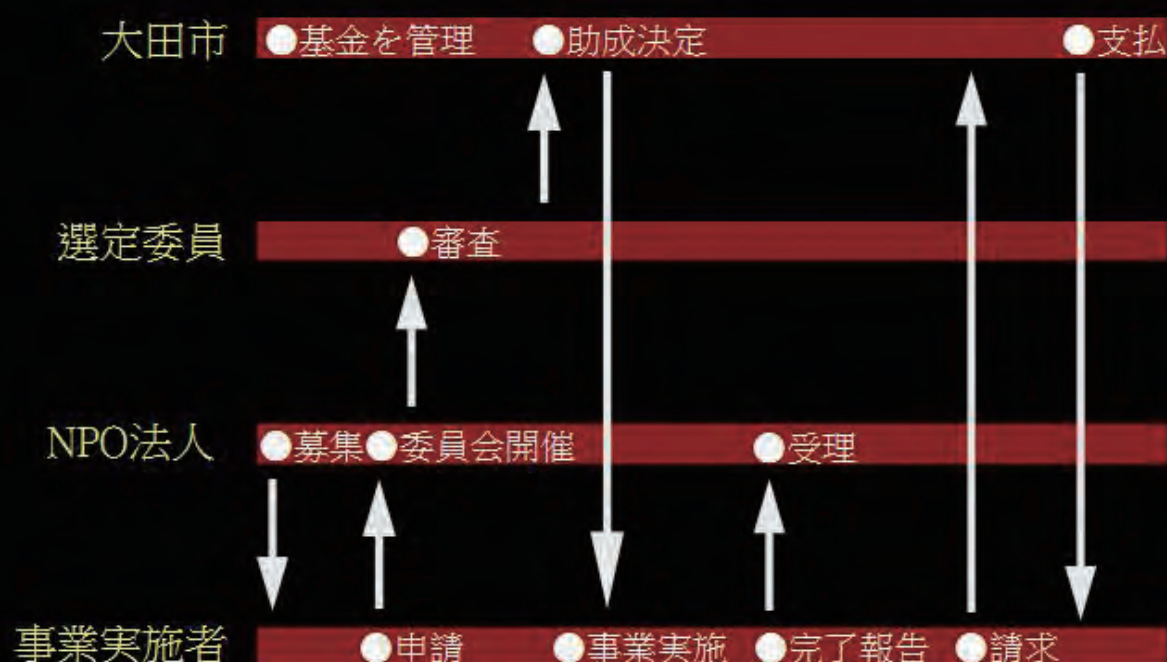 大田市 ●基金を管理 ●助成決定 ●支払
選定委員 ●審査
NPO法人 ●募集●委員会開催 ●受理
事業実施者 ●申請 ●事業実施 ●完了報告 ●請求